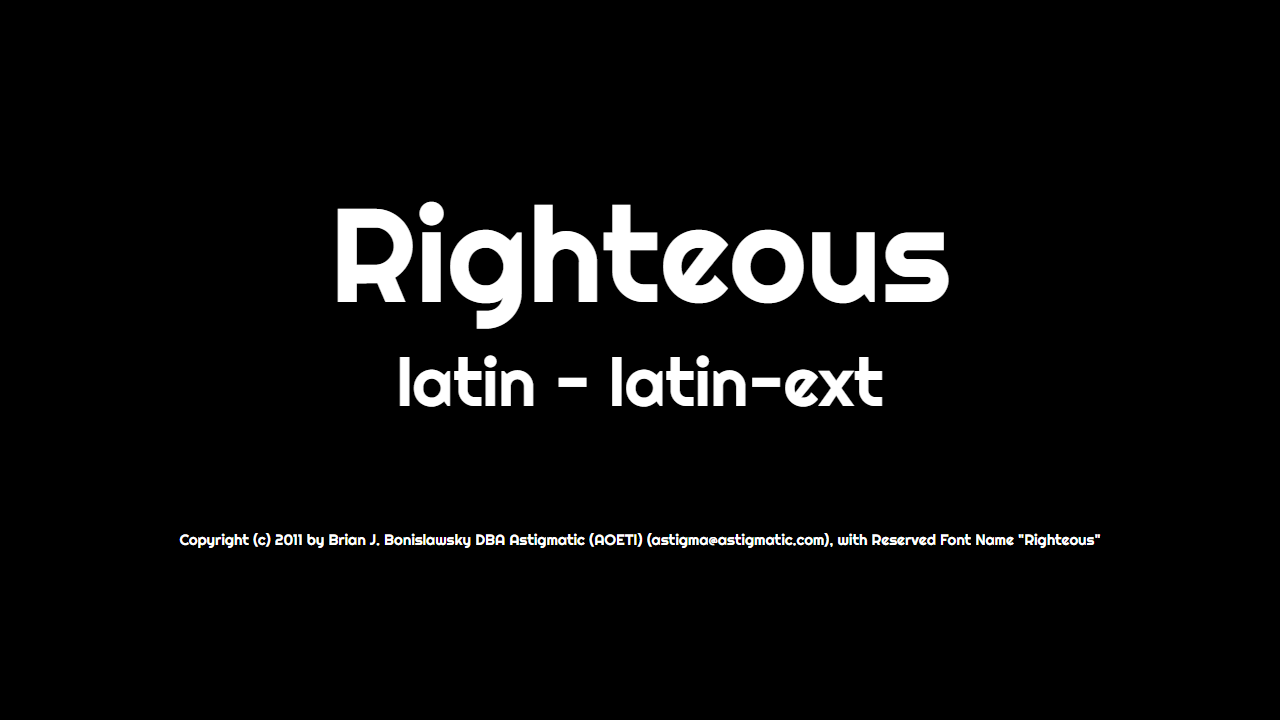 Righteous
latin - latin-ext
Copyright (c) 2011 by Brian J. Bonislawsky DBA Astigmatic (AOETI) (astigma@astigmatic.com), with Reserved Font Name "Righteous"